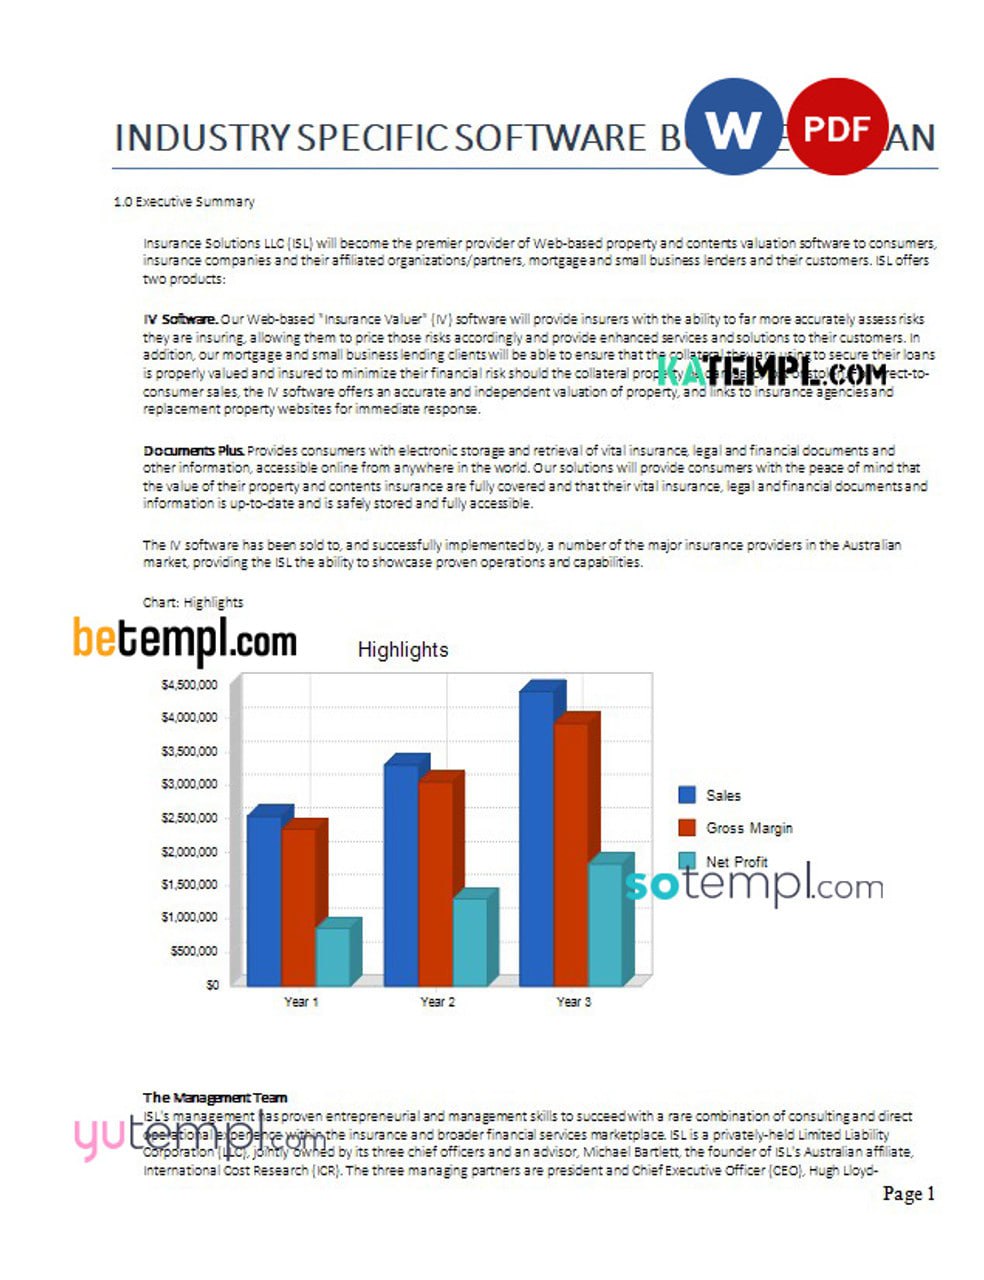 INDUSTRY SPECIFIC SOFTWARE
W
PDF
1.0 Executive Summary
Insurance Solutions LLC (ISL) will become the premier provider of Web-based property and contents valuation software to consumers,
insurance companies and their affiliated organizations/partners, mortgage and small business lenders and their customers. ISL offers
two products:
IV Software. Our Web-based "Insurance Valuer" (IV) software will provide insurers with the ability to far more accurately assess risks
they are insuring, allowing them to price those risks accordingly and provide enhanced services and solutions to their customers. In
addition, our mortgage and small business lending clients will be able to ensure that the collateral they are using to secure their loans
is properly valued and insured to minimize their financial risk should the collateral property
KATEMPL.COM
consumer sales, the IV software offers an accurate and independent valuation of property, and links to insurance agencies and
replacement property websites for immediate response.
Documents Plus. Provides consumers with electronic storage and retrieval of vital insurance, legal and financial documents and
other information, accessible online from anywhere in the world. Our solutions will provide consumers with the peace of mind that
the value of their property and contents insurance are fully covered and that their vital insurance, legal and financial documents and
information is up-to-date and is safely stored and fully accessible.
The IV software has been sold to, and successfully implemented by, a number of the major insurance providers in the Australian
market, providing the ISL the ability to showcase proven operations and capabilities.
Chart: Highlights
betempl.com
Highlights
$4,500,000
$4,000,000
$3,500,000
$3,000,000
$2,500,000
$2,000,000
$1,500,000
$1,000,000
$500,000
$0
Year 1 Year 2 Year 3
Sales
Gross Margin
Net Profit
sotempl.com
The Management Team
ISL's management has proven entrepreneurial and management skills to succeed with a rare combination of consulting and direct
yutempl.com
operational experience within the insurance and broader financial services marketplace. ISL is a privately-held Limited Liability
Corporation (LLC), jointly owned by its three chief officers and an advisor, Michael Bartlett, the founder of ISL's Australian affiliate,
International Cost Research (ICR). The three managing partners are president and Chief Executive Officer (CEO), Hugh Lloyd-
Page 1